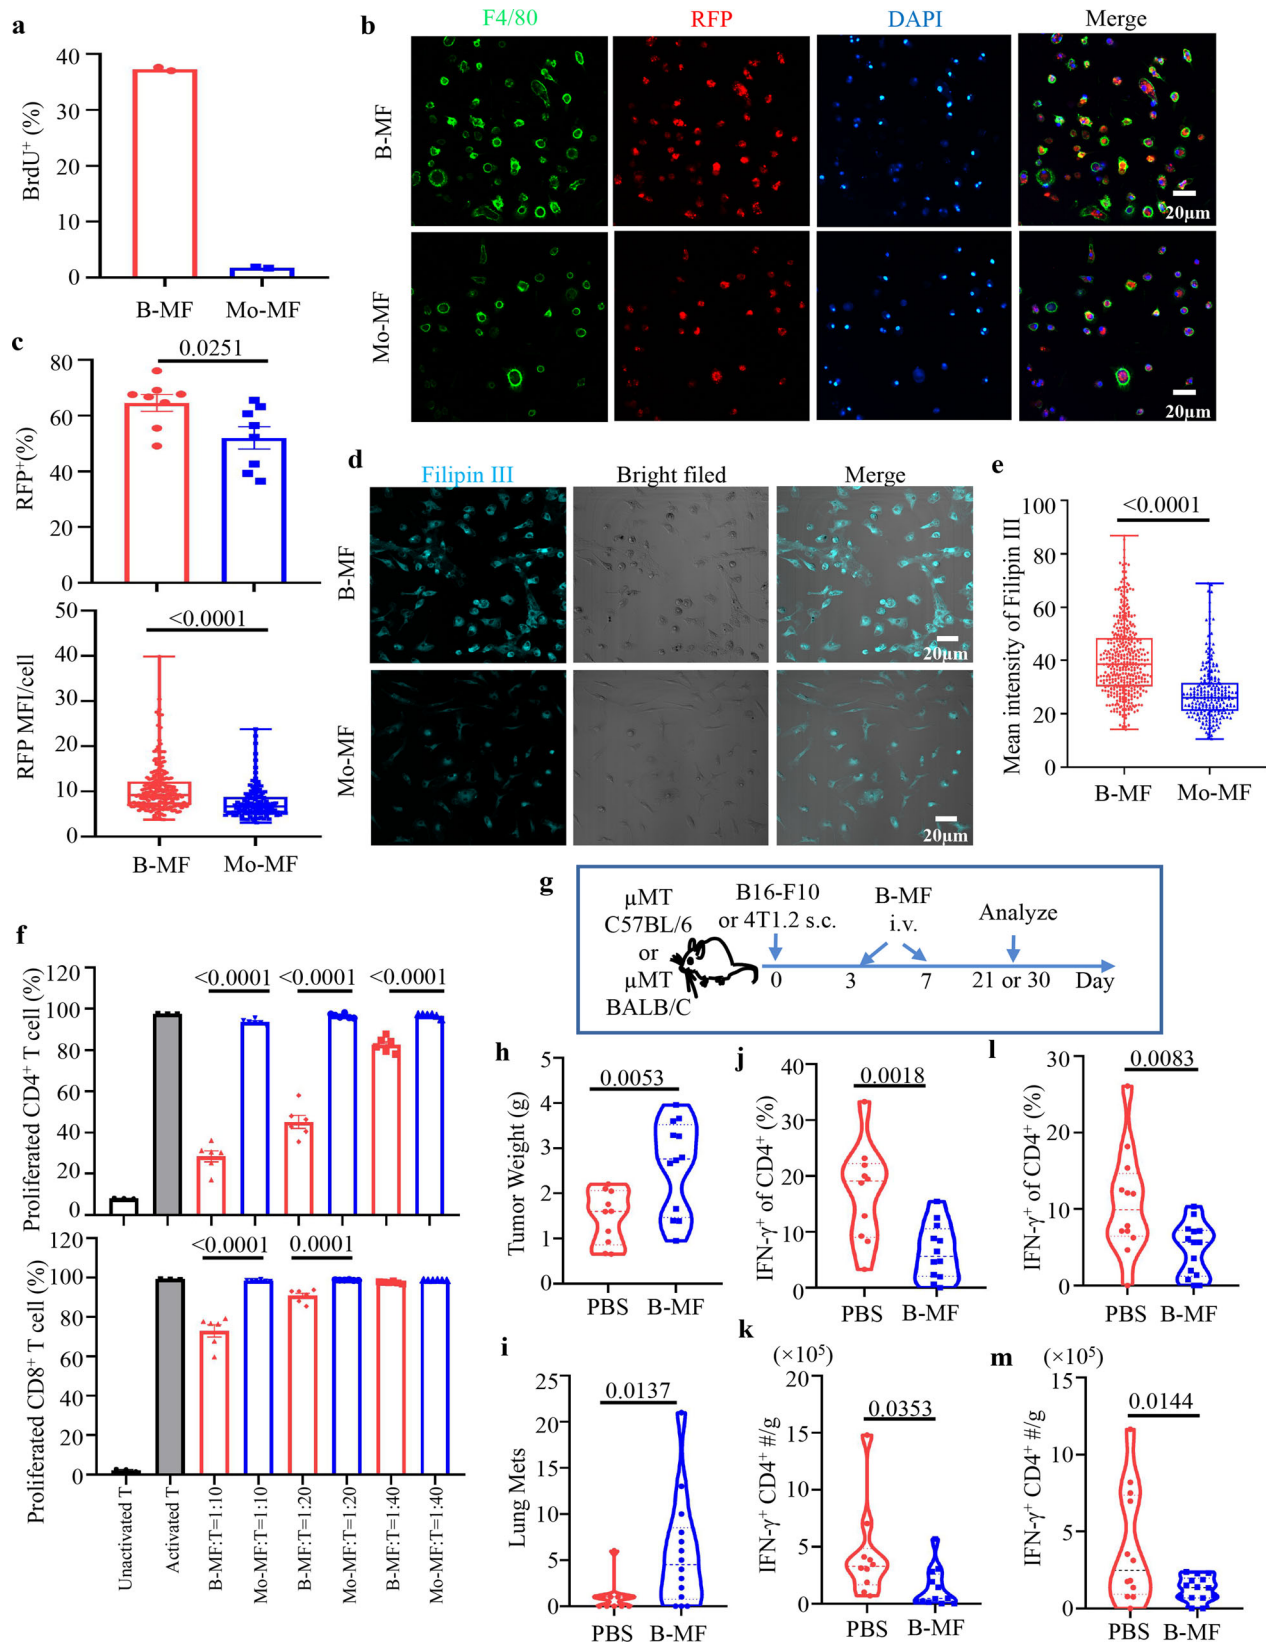 a
BrdU⁺ (%)
40
30
20
10
0
B-MF Mo-MF
b
F4/80 RFP DAPI Merge
B-MF
20μm
Mo-MF
20μm
c
0.0251
RFP⁺(%)
80
60
40
20
0
<0.0001
RFP MFI/cell
50
40
30
20
10
0
B-MF Mo-MF
d
Filipin III Bright filed Merge
B-MF
20μm
Mo-MF
20μm
e
<0.0001
Mean intensity of Filipin III
100
80
60
40
20
0
B-MF Mo-MF
f
Proliferated CD4⁺ T cell (%)
120
100
80
60
40
20
0
<0.0001 <0.0001 <0.0001
Proliferated CD8⁺ T cell (%)
120
100
80
60
40
20
0
<0.0001 0.0001
Unactivated T
Activated T
B-MF:T=1:10
Mo-MF:T=1:10
B-MF:T=1:20
Mo-MF:T=1:20
B-MF:T=1:40
Mo-MF:T=1:40
g
μMT
C57BL/6
or
μMT
BALB/C
B16-F10
or 4T1.2 s.c.
B-MF
i.v.
Analyze
0 3 7 21 or 30 Day
h
0.0053
Tumor Weight (g)
5
4
3
2
1
0
PBS B-MF
j
0.0018
IFN-γ⁺ of CD4⁺ (%)
40
30
20
10
0
PBS B-MF
l
0.0083
IFN-γ⁺ of CD4⁺ (%)
30
20
10
0
PBS B-MF
i
0.0137
Lung Mets
25
20
15
10
5
0
PBS B-MF
k
(×10⁵)
0.0353
IFN-γ⁺ CD4⁺ #/g
20
15
10
5
0
PBS B-MF
m
(×10⁵)
0.0144
IFN-γ⁺ CD4⁺ #/g
15
10
5
0
PBS B-MF